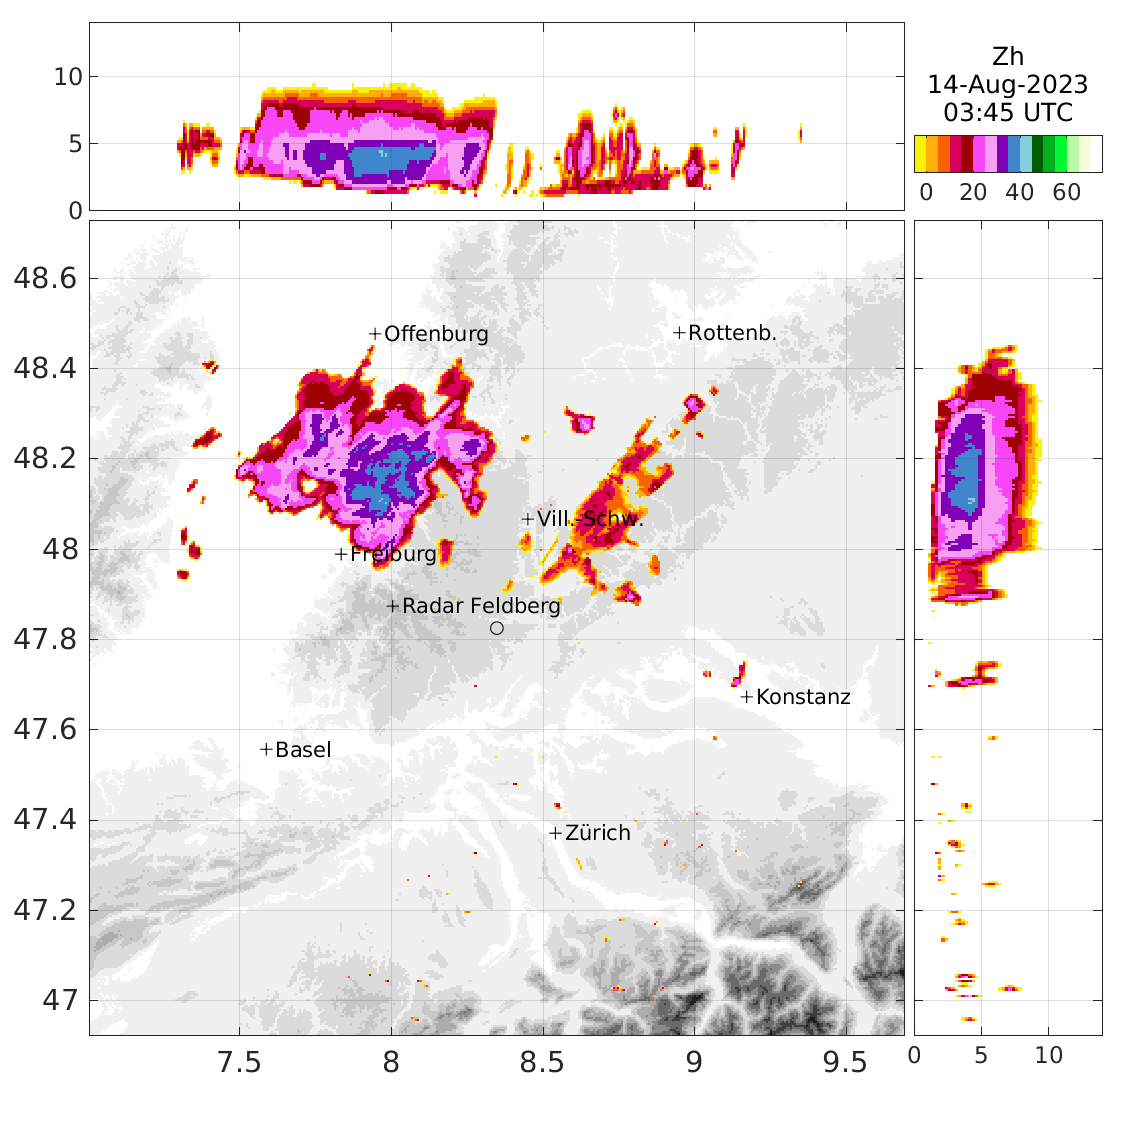 10
5
0
Zh
14-Aug-2023
03:45 UTC
0 20 40 60
48.6
48.4
48.2
48
47.8
47.6
47.4
47.2
47
Offenburg
Rottenb.
Vill.-Schw.
Freiburg
Radar Feldberg
Konstanz
Basel
Zürich
7.5 8 8.5 9 9.5
0 5 10